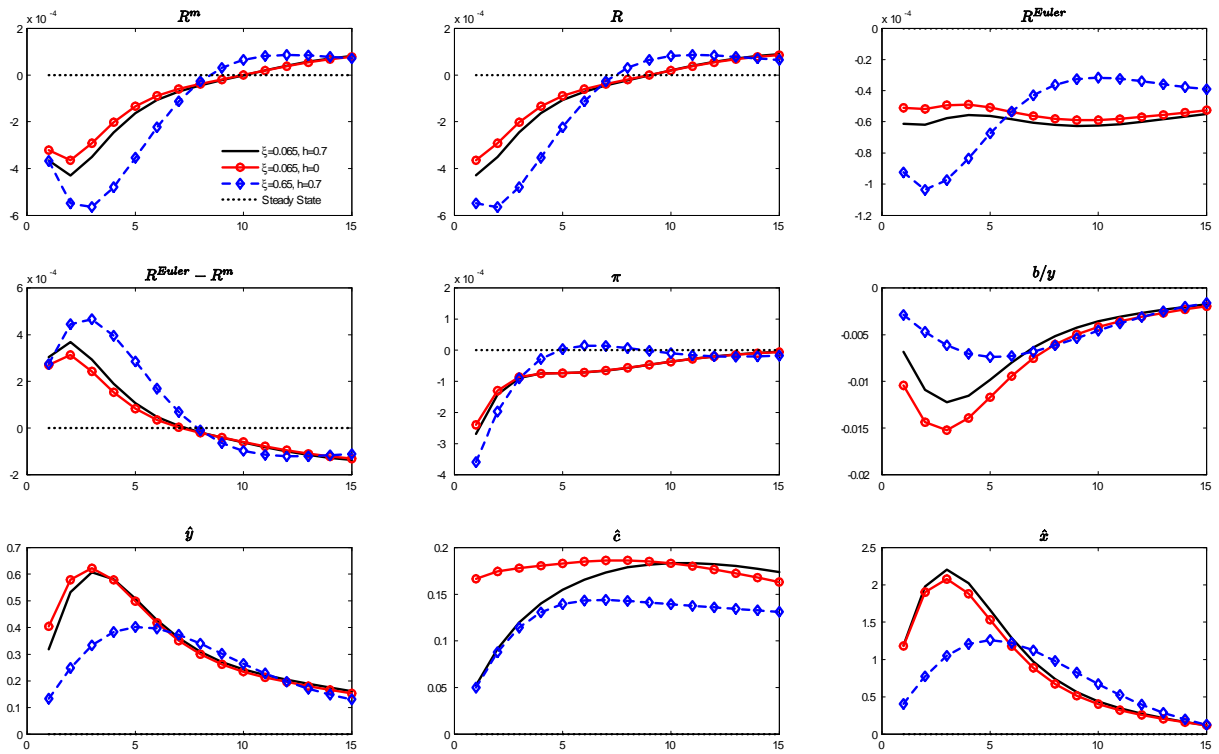 R^m
R
R^{Euler}
x 10^{-4}
x 10^{-4}
x 10^{-4}
2
0
-2
-4
-6
2
0
-2
-4
-6
0
-0.2
-0.4
-0.6
-0.8
-1
-1.2
ξ=0.065, h=0.7
ξ=0.065, h=0
ξ=0.65, h=0.7
Steady State
0 5 10 15
0 5 10 15
0 5 10 15
R^{Euler} − R^m
π
b/y
x 10^{-4}
x 10^{-4}
6
4
2
0
-2
2
1
0
-1
-2
-3
-4
0
-0.005
-0.01
-0.015
-0.02
0 5 10 15
0 5 10 15
0 5 10 15
ŷ
ĉ
x̂
0.7
0.6
0.5
0.4
0.3
0.2
0.1
0
0.2
0.15
0.1
0.05
0
2.5
2
1.5
1
0.5
0
0 5 10 15
0 5 10 15
0 5 10 15